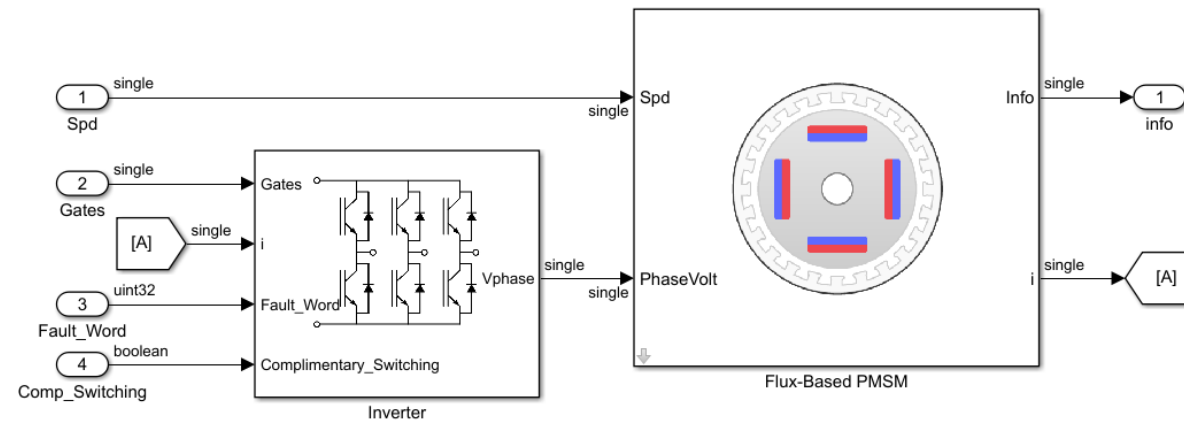 single
1
Spd
single
Spd
Info
single
1
info
single
2
Gates
Gates
[A]
single
i
uint32
3
Fault_Word
Fault_Word
boolean
4
Comp_Switching
Complimentary_Switching
Vphase
single
single
PhaseVolt
i
single
[A]
Inverter
Flux-Based PMSM